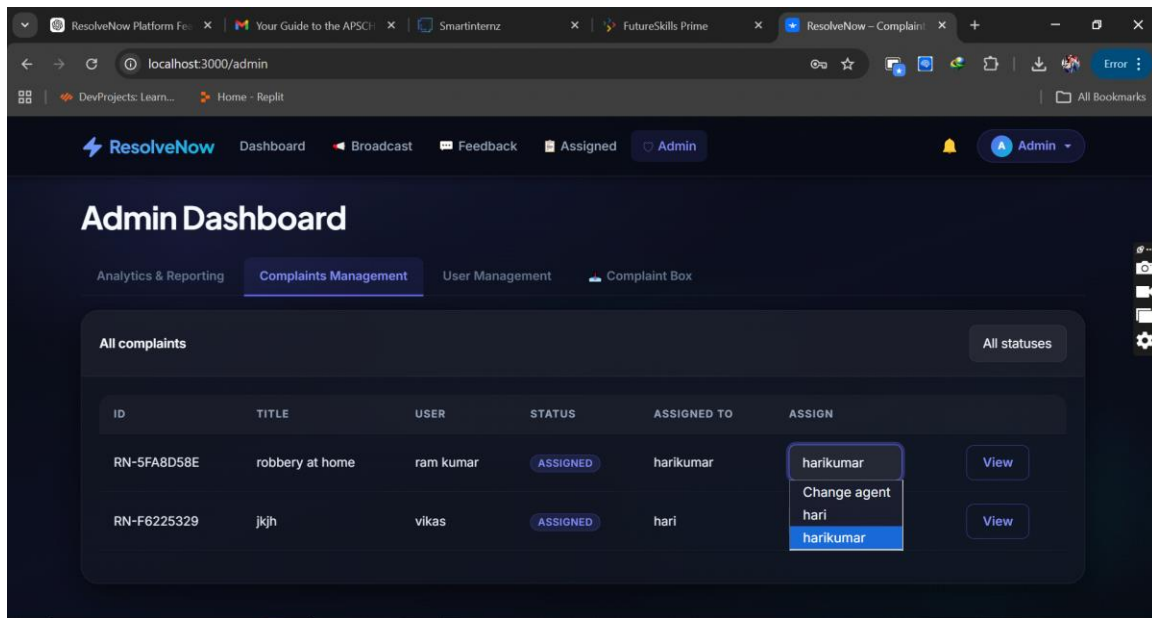 ResolveNow Platform Fea
Your Guide to the APSCH
Smartinternz
FutureSkills Prime
ResolveNow – Complaint
localhost:3000/admin
Error
DevProjects: Learn...
Home - Replit
All Bookmarks
ResolveNow
Dashboard
Broadcast
Feedback
Assigned
Admin
A
Admin
Admin Dashboard
Analytics & Reporting
Complaints Management
User Management
Complaint Box
All complaints
All statuses
ID TITLE USER STATUS ASSIGNED TO ASSIGN
RN-5FA8D58E robbery at home ram kumar ASSIGNED harikumar harikumar View
Change agent
hari
harikumar
RN-F6225329 jkjh vikas ASSIGNED hari View